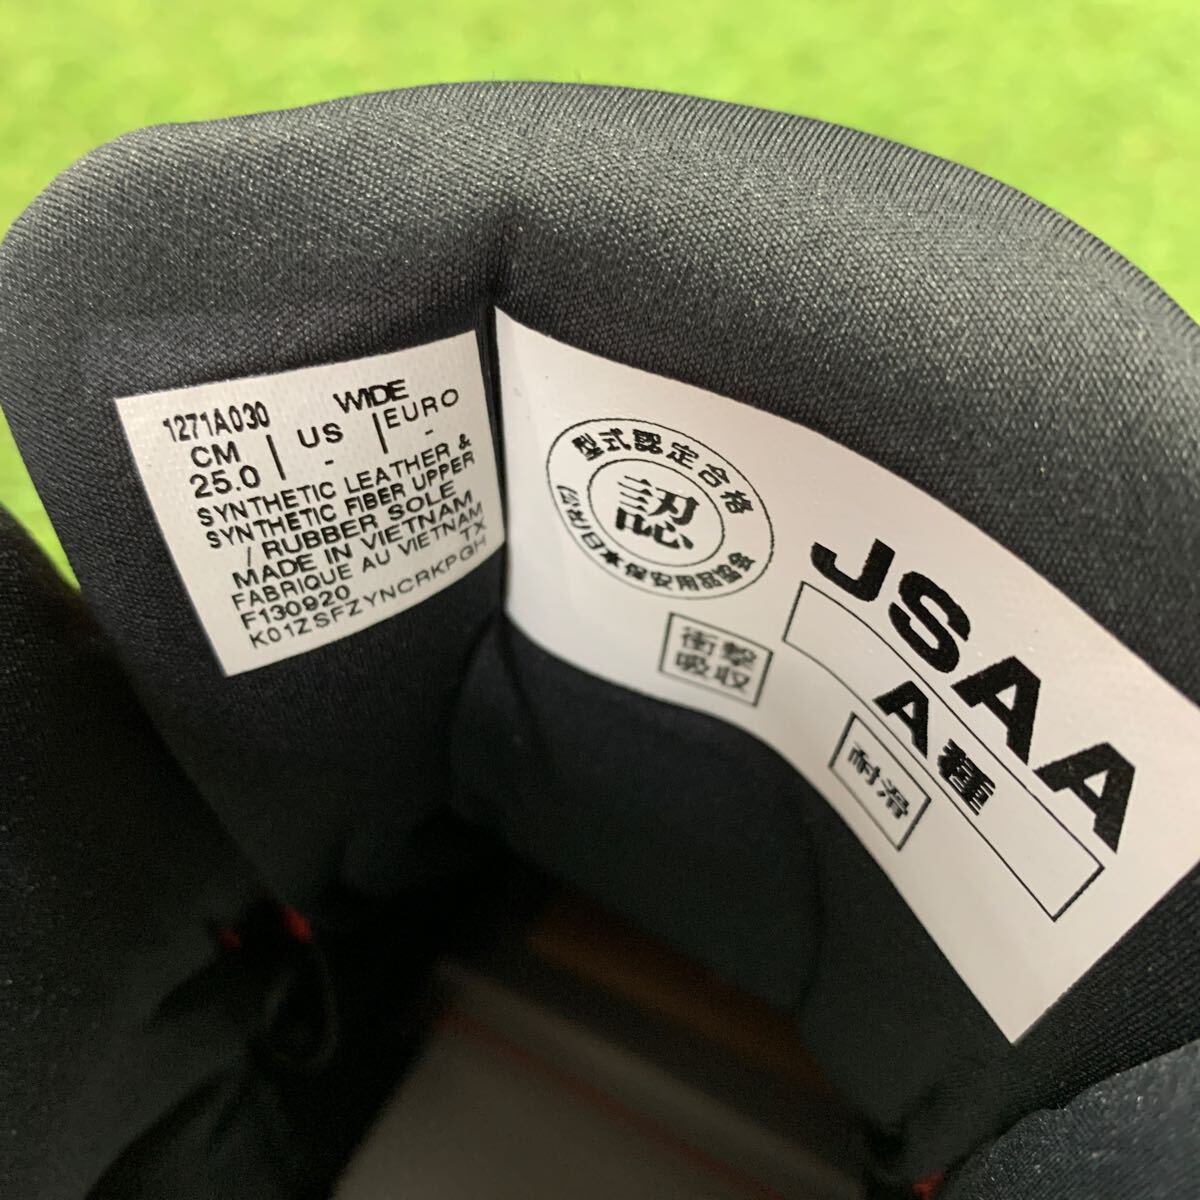 1271A030 WIDE
CM | US | EURO
25.0 - -
SYNTHETIC LEATHER &
SYNTHETIC FIBER UPPER
/ RUBBER SOLE
MADE IN VIETNAM
FABRIQUE AU VIETNAM
F130920 TX
K01ZSFZYNCRKPGH
型式認定合格
認
(公社)日本保安用品協会
JSAA
A種
衝撃
吸収
耐滑